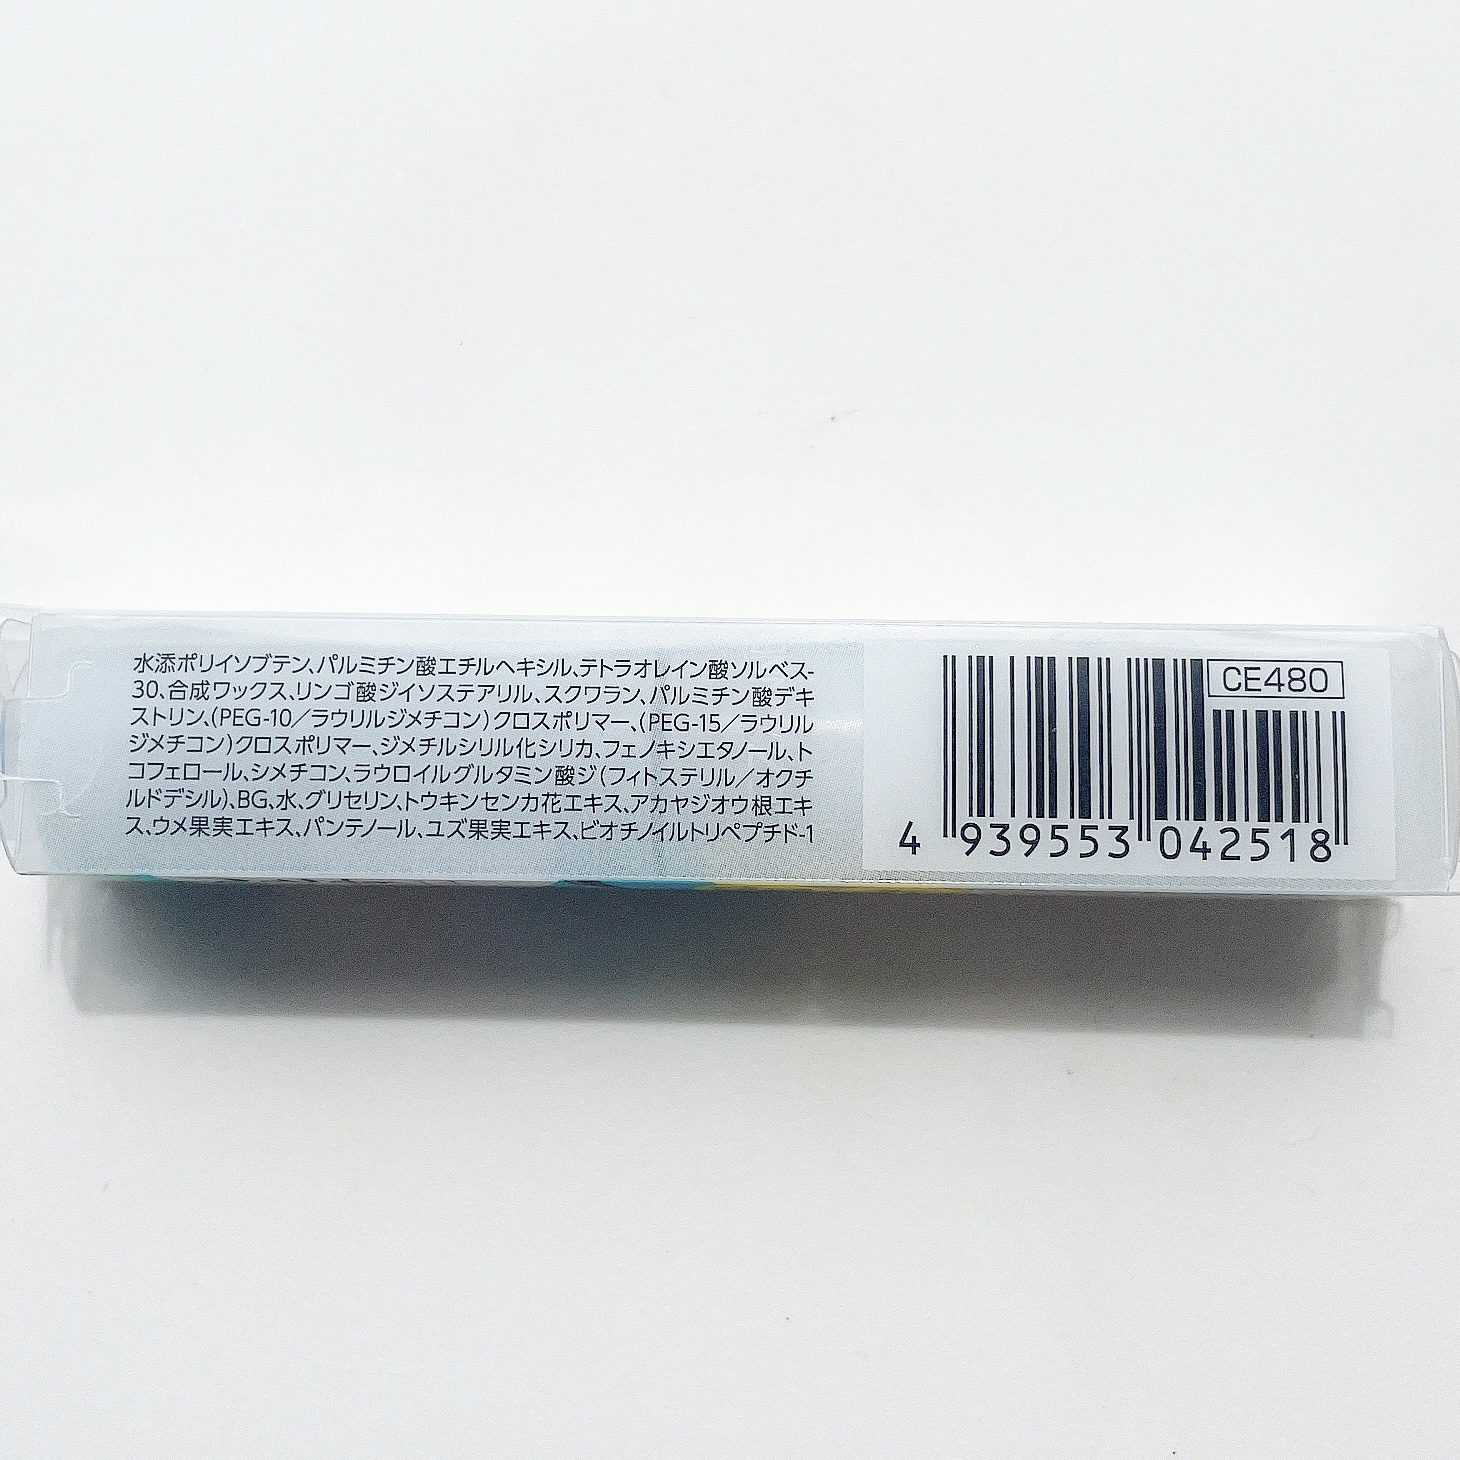 水添ポリイソブテン、パルミチン酸エチルヘキシル、テトラオレイン酸ソルベス-
30、合成ワックス、リンゴ酸ジイソステアリル、スクワラン、パルミチン酸デキ
ストリン、(PEG-10/ラウリルジメチコン)クロスポリマー、(PEG-15/ラウリル
ジメチコン)クロスポリマー、ジメチルシリル化シリカ、フェノキシエタノール、ト
コフェロール、シメチコン、ラウロイルグルタミン酸ジ(フィトステリル/オクチ
ルドデシル)、BG、水、グリセリン、トウキンセンカ花エキス、アカヤジオウ根エキ
ス、ウメ果実エキス、パンテノール、ユズ果実エキス、ビオチノイルトリペプチド-1
CE480
4 939553 042518